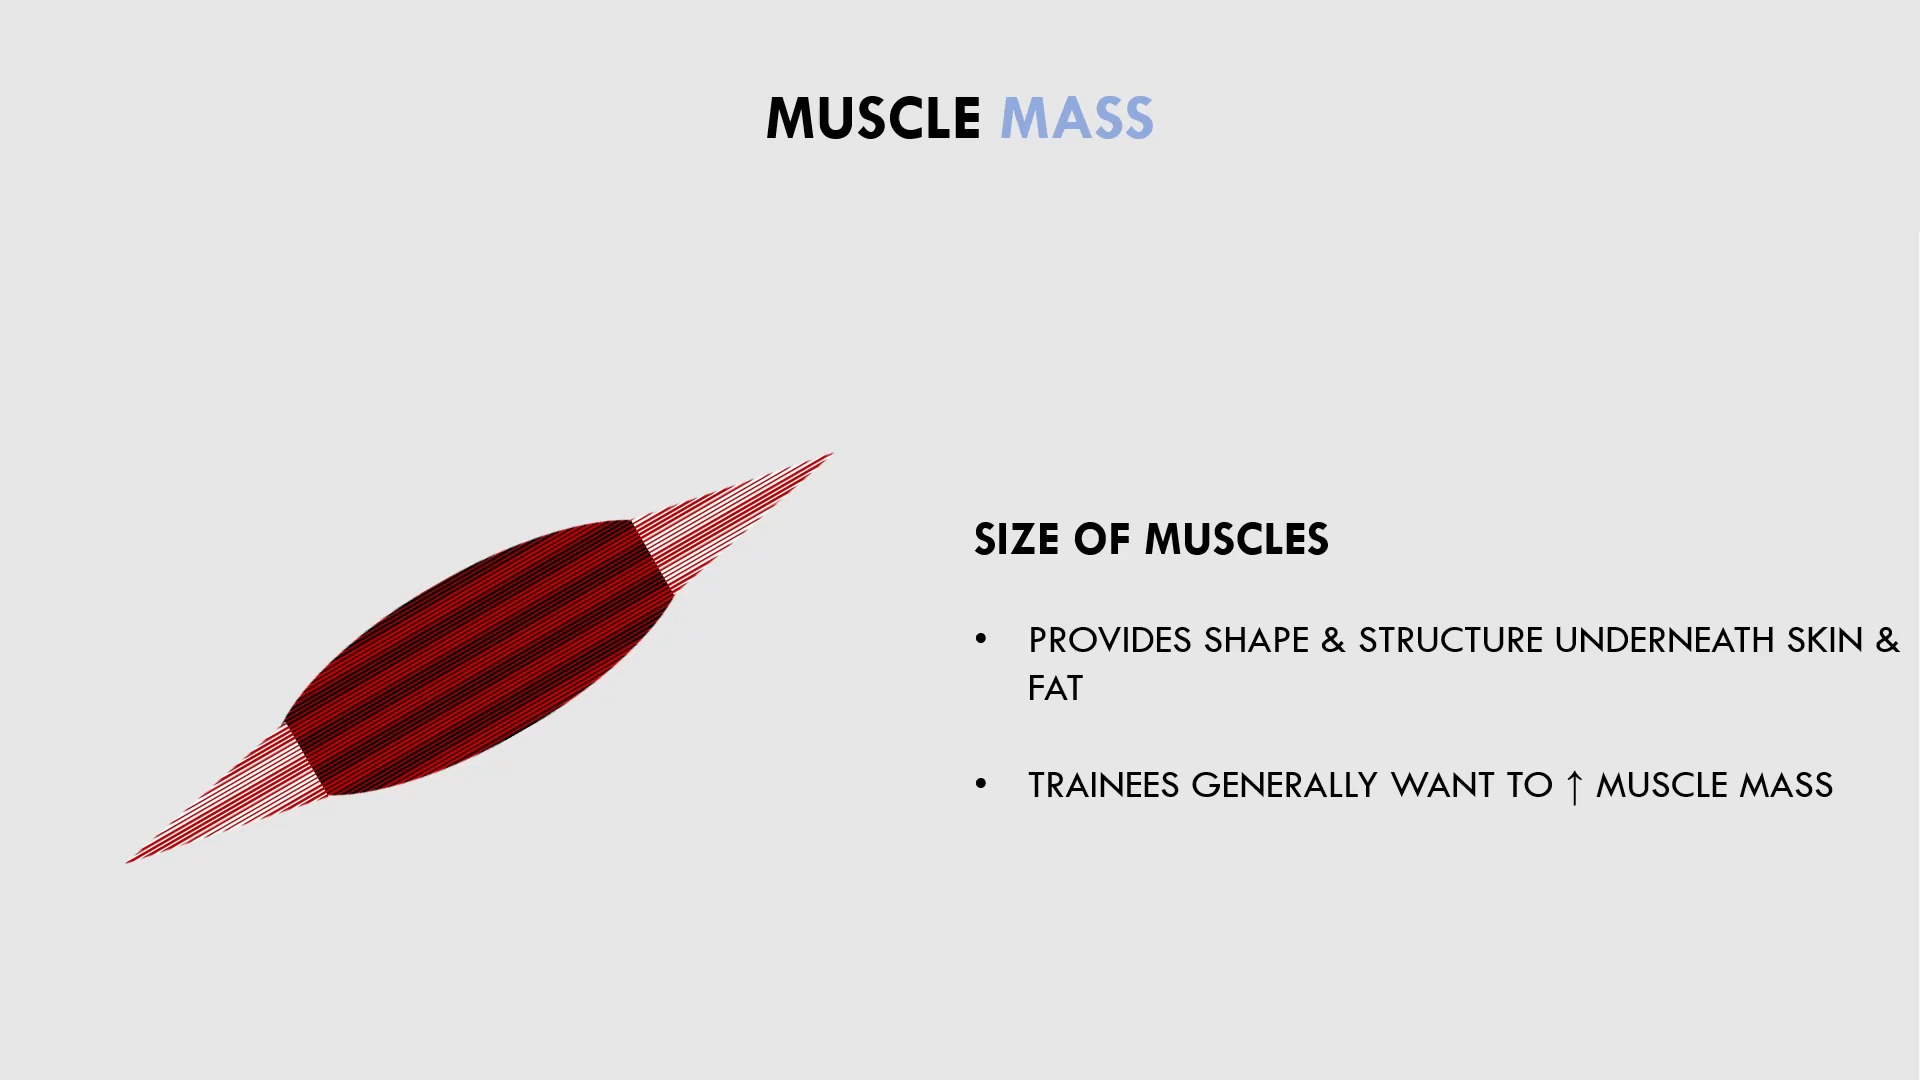 MUSCLE MASS
SIZE OF MUSCLES
• PROVIDES SHAPE & STRUCTURE UNDERNEATH SKIN &
FAT
• TRAINEES GENERALLY WANT TO ↑ MUSCLE MASS